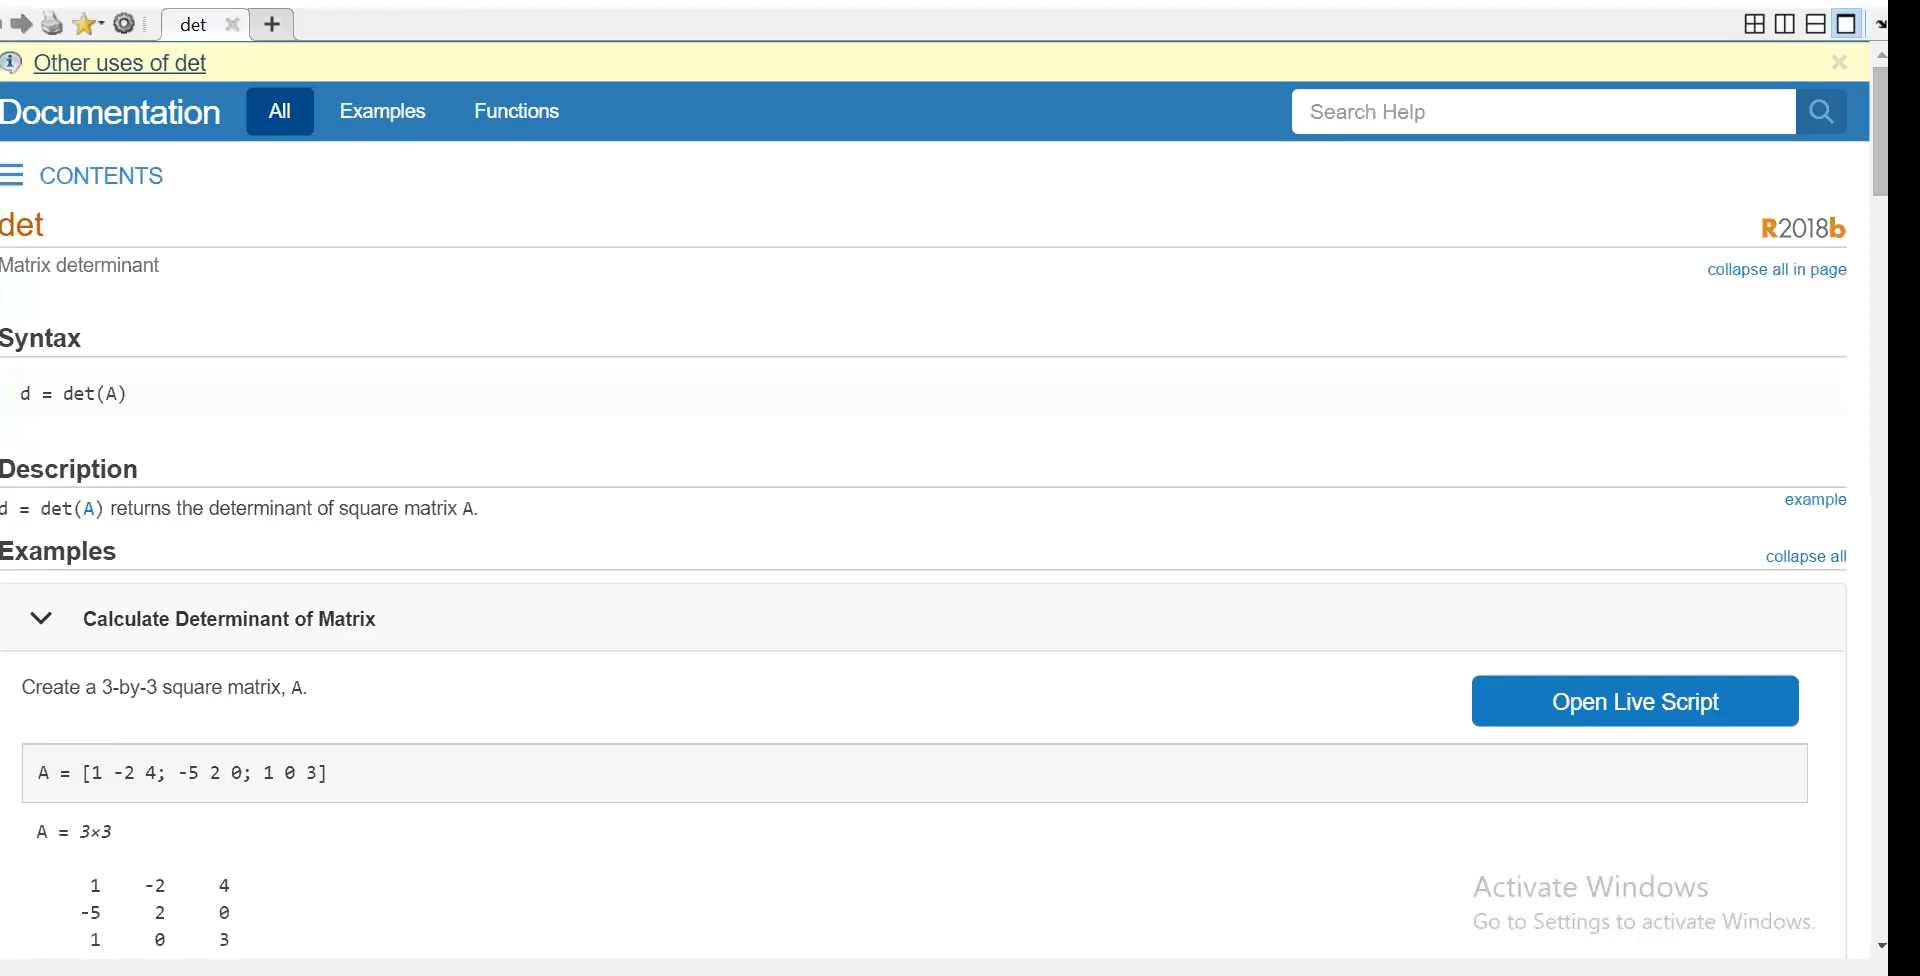 det
Other uses of det
Documentation All Examples Functions Search Help
CONTENTS
det R2018b
Matrix determinant collapse all in page
Syntax
d = det(A)
Description
d = det(A) returns the determinant of square matrix A. example
Examples collapse all
Calculate Determinant of Matrix
Create a 3-by-3 square matrix, A. Open Live Script
A = [1 -2 4; -5 2 0; 1 0 3]
A = 3×3
1 -2 4
-5 2 0
1 0 3
Activate Windows
Go to Settings to activate Windows.